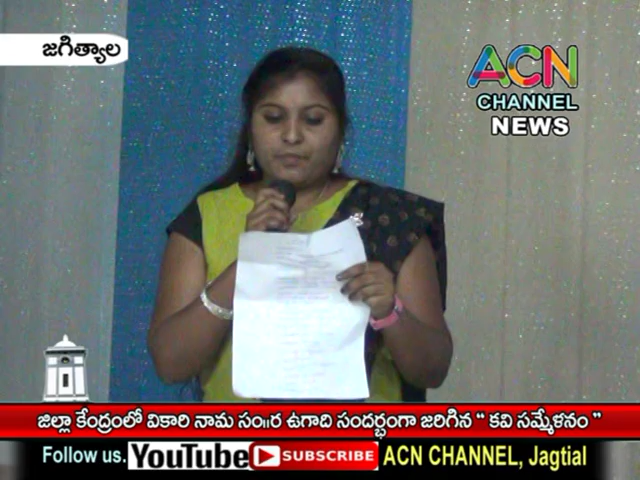 జగిత్యాల
ACN
CHANNEL
NEWS
జిల్లా కేంద్రంలో వికారి నామ సం॥ర ఉగాది సందర్భంగా జరిగిన “ కవి సమ్మేళనం ”
Follow us. YouTube SUBSCRIBE ACN CHANNEL, Jagtial